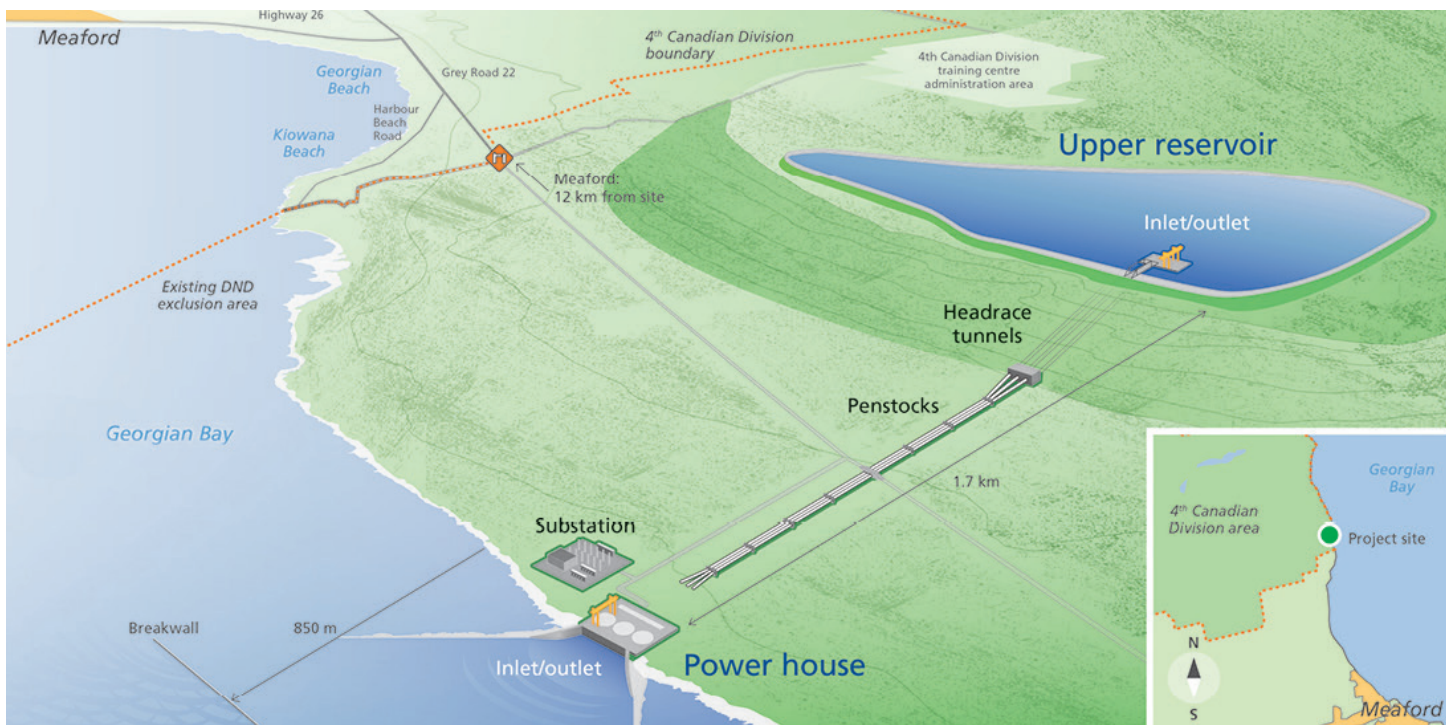 Highway 26
Meaford
4th Canadian Division
boundary
4th Canadian Division
training centre
administration area
Georgian
Beach
Grey Road 22
Harbour
Beach
Road
Kiowana
Beach
Upper reservoir
Meaford:
12 km from site
Inlet/outlet
Existing DND
exclusion area
Headrace
tunnels
Penstocks
Georgian Bay
1.7 km
Substation
Breakwall
850 m
Inlet/outlet
Power house
Georgian
Bay
4th Canadian
Division area
Project site
N
S
Meaford